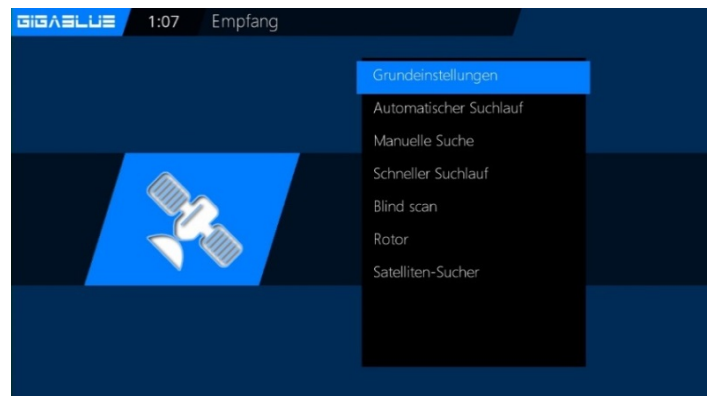 GIGABLUE 1:07 Empfang
Grundeinstellungen
Automatischer Suchlauf
Manuelle Suche
Schneller Suchlauf
Blind scan
Rotor
Satelliten-Sucher